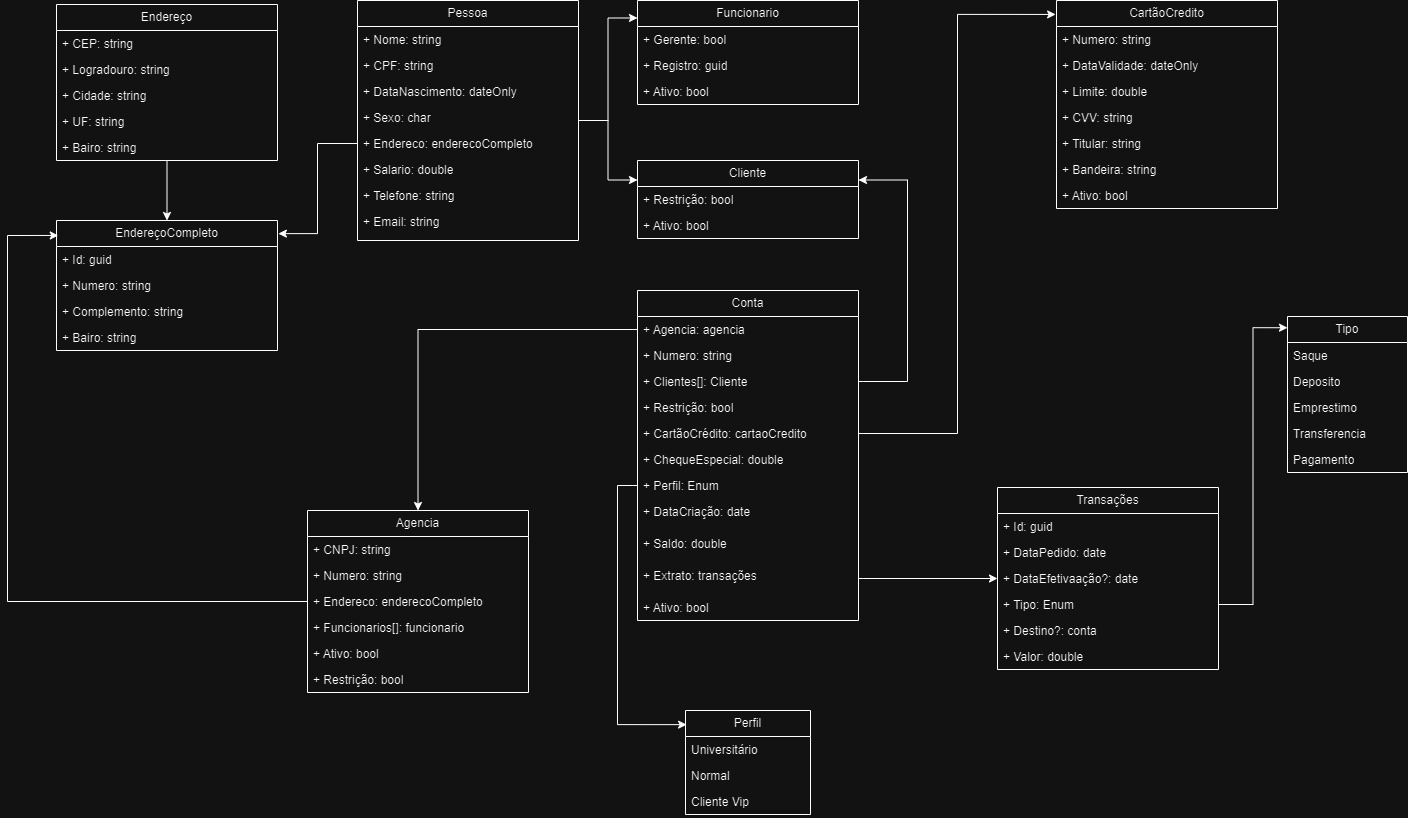 Endereço
+ CEP: string
+ Logradouro: string
+ Cidade: string
+ UF: string
+ Bairo: string
Pessoa
+ Nome: string
+ CPF: string
+ DataNascimento: dateOnly
+ Sexo: char
+ Endereco: enderecoCompleto
+ Salario: double
+ Telefone: string
+ Email: string
Funcionario
+ Gerente: bool
+ Registro: guid
+ Ativo: bool
CartãoCredito
+ Numero: string
+ DataValidade: dateOnly
+ Limite: double
+ CVV: string
+ Titular: string
+ Bandeira: string
+ Ativo: bool
Cliente
+ Restrição: bool
+ Ativo: bool
EndereçoCompleto
+ Id: guid
+ Numero: string
+ Complemento: string
+ Bairo: string
Conta
+ Agencia: agencia
+ Numero: string
+ Clientes[]: Cliente
+ Restrição: bool
+ CartãoCrédito: cartaoCredito
+ ChequeEspecial: double
+ Perfil: Enum
+ DataCriação: date
+ Saldo: double
+ Extrato: transações
+ Ativo: bool
Tipo
Saque
Deposito
Emprestimo
Transferencia
Pagamento
Transações
+ Id: guid
+ DataPedido: date
+ DataEfetivaação?: date
+ Tipo: Enum
+ Destino?: conta
+ Valor: double
Agencia
+ CNPJ: string
+ Numero: string
+ Endereco: enderecoCompleto
+ Funcionarios[]: funcionario
+ Ativo: bool
+ Restrição: bool
Perfil
Universitário
Normal
Cliente Vip